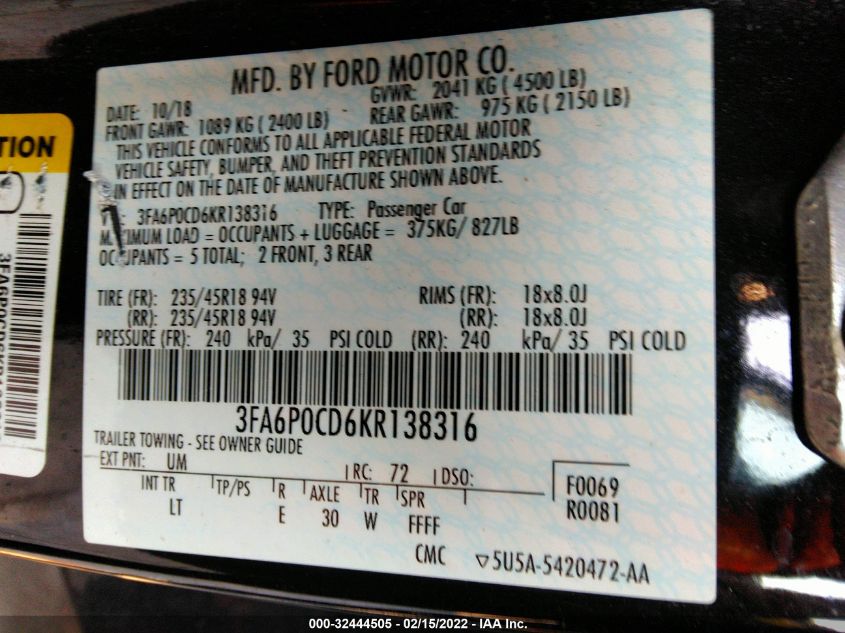 MFD. BY FORD MOTOR CO.
DATE: 10/18 GVWR: 2041 KG ( 4500 LB)
FRONT GAWR: 1089 KG ( 2400 LB) REAR GAWR: 975 KG ( 2150 LB)
THIS VEHICLE CONFORMS TO ALL APPLICABLE FEDERAL MOTOR
VEHICLE SAFETY, BUMPER, AND THEFT PREVENTION STANDARDS
IN EFFECT ON THE DATE OF MANUFACTURE SHOWN ABOVE.
3FA6P0CD6KR138316 TYPE: Passenger Car
MAXIMUM LOAD = OCCUPANTS + LUGGAGE = 375KG/ 827LB
OCCUPANTS = 5 TOTAL; 2 FRONT, 3 REAR
TIRE (FR): 235/45R18 94V RIMS (FR): 18x8.0J
(RR): 235/45R18 94V (RR): 18x8.0J
PRESSURE (FR): 240 kPa/ 35 PSI COLD (RR): 240 kPa/ 35 PSI COLD
3FA6P0CD6KR138316
TRAILER TOWING - SEE OWNER GUIDE
EXT PNT: UM RC: 72 DSO:
INT TR TP/PS R AXLE TR SPR F0069
LT E 30 W FFFF R0081
CMC ▽5U5A-5420472-AA
000-32444505 - 02/15/2022 - IAA Inc.